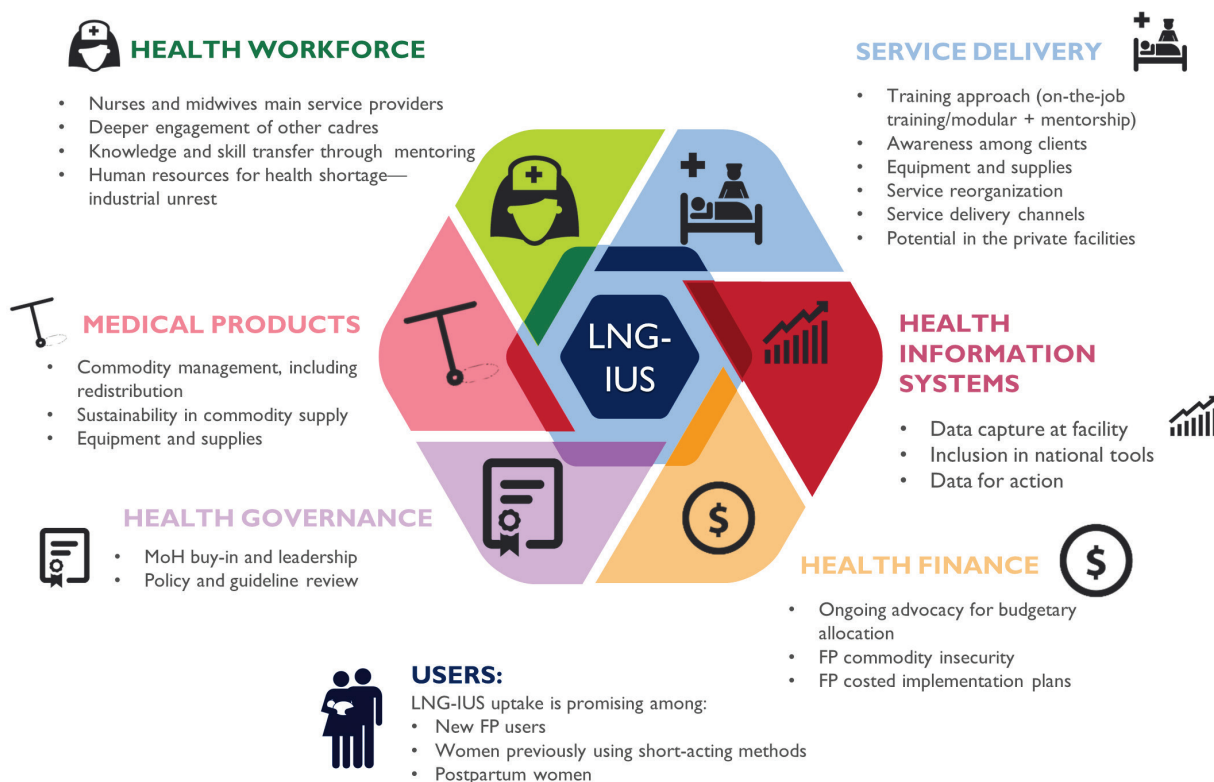 HEALTH WORKFORCE
• Nurses and midwives main service providers
• Deeper engagement of other cadres
• Knowledge and skill transfer through mentoring
• Human resources for health shortage—
industrial unrest
SERVICE DELIVERY
• Training approach (on-the-job
training/modular + mentorship)
• Awareness among clients
• Equipment and supplies
• Service reorganization
• Service delivery channels
• Potential in the private facilities
MEDICAL PRODUCTS
• Commodity management, including
redistribution
• Sustainability in commodity supply
• Equipment and supplies
LNG-
IUS
HEALTH
INFORMATION
SYSTEMS
• Data capture at facility
• Inclusion in national tools
• Data for action
HEALTH GOVERNANCE
• MoH buy-in and leadership
• Policy and guideline review
$
HEALTH FINANCE
$
• Ongoing advocacy for budgetary
allocation
• FP commodity insecurity
• FP costed implementation plans
USERS:
LNG-IUS uptake is promising among:
• New FP users
• Women previously using short-acting methods
• Postpartum women